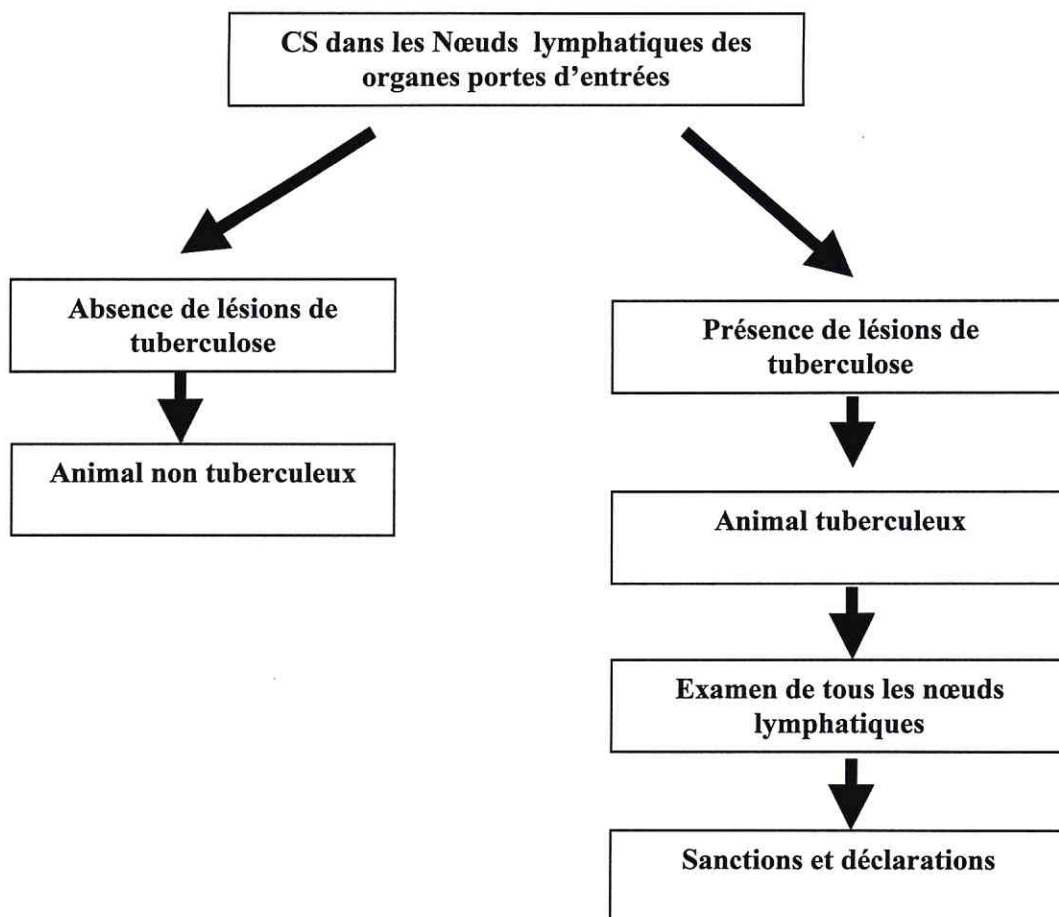 CS dans les Nœuds lymphatiques des
organes portes d'entrées
Absence de lésions de
tuberculose
Animal non tuberculeux
Présence de lésions de
tuberculose
Animal tuberculeux
Examen de tous les nœuds
lymphatiques
Sanctions et déclarations